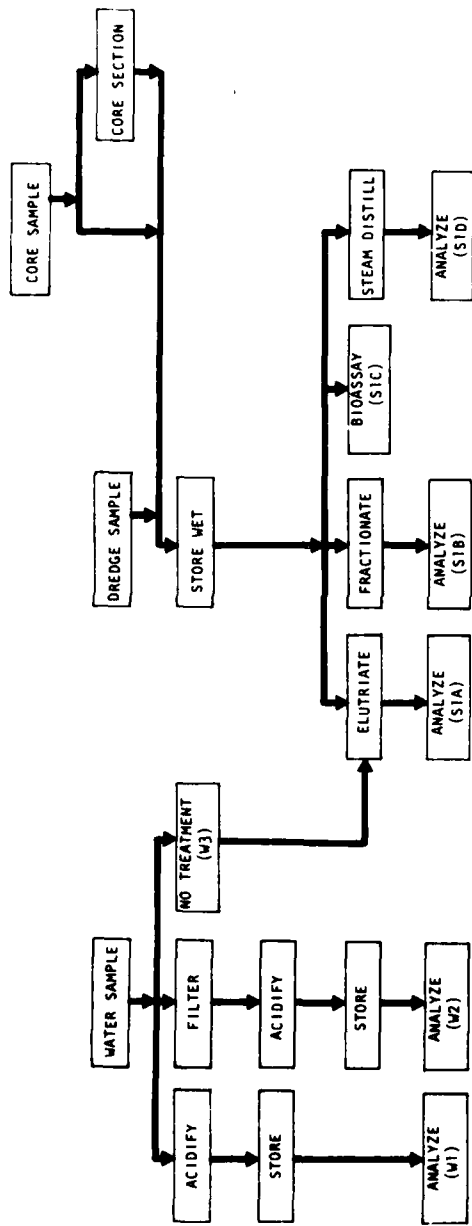 WATER SAMPLE
DREDGE SAMPLE
CORE SAMPLE
CORE SECTION
ACIDIFY
FILTER
NO TREATMENT
(W3)
STORE WET
STORE
ACIDIFY
STORE
ELUTRIATE
FRACTIONATE
BIOASSAY
(S1C)
STEAM DISTILL
ANALYZE
(W1)
ANALYZE
(W2)
ANALYZE
(S1A)
ANALYZE
(S1B)
ANALYZE
(S1D)